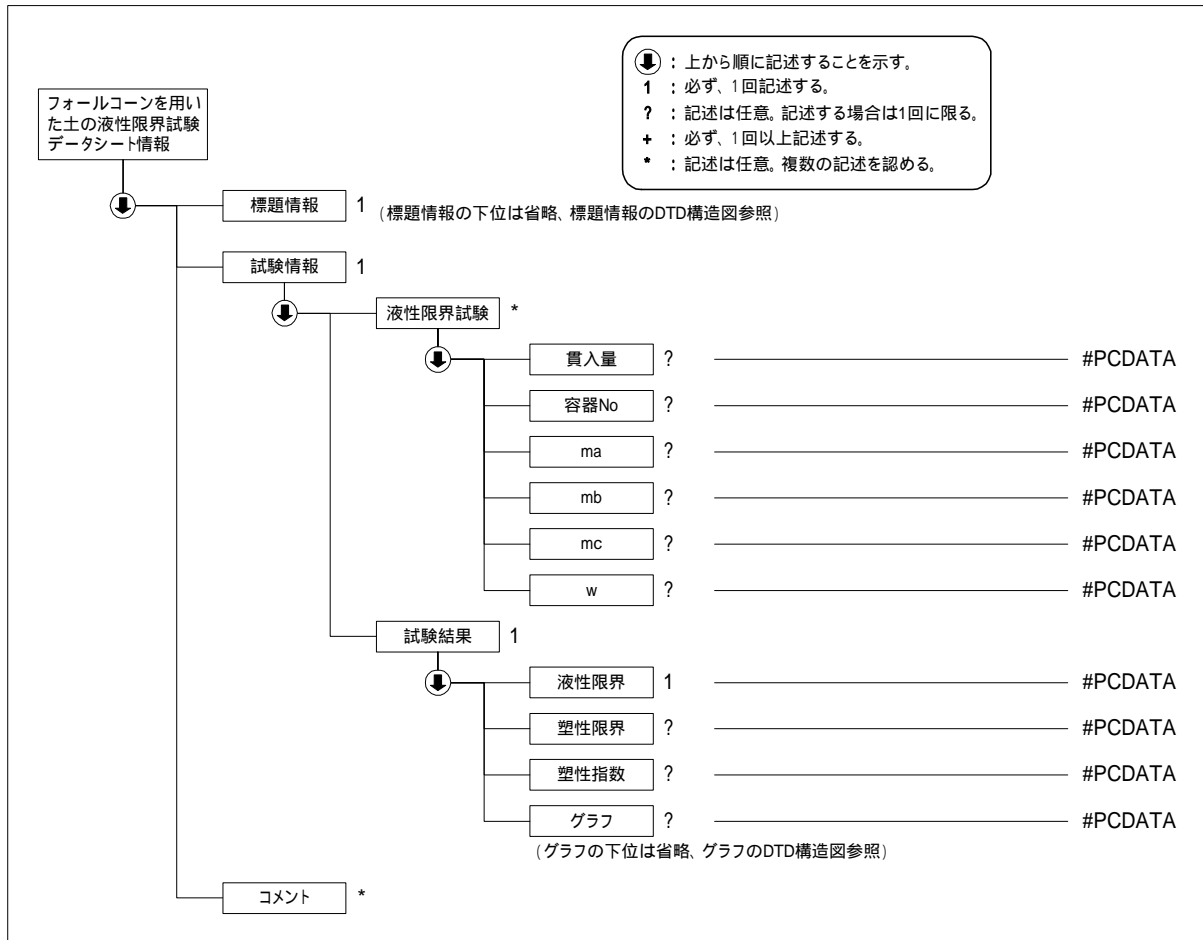 ：上から順に記述することを示す。
1 ：必ず、1回記述する。
? ：記述は任意。記述する場合は1回に限る。
+ ：必ず、1回以上記述する。
* ：記述は任意。複数の記述を認める。
フォールコーンを用い
た土の液性限界試験
データシート情報
標題情報 1 (標題情報の下位は省略、標題情報のDTD構造図参照)
試験情報 1
液性限界試験 *
貫入量 ? #PCDATA
容器No ? #PCDATA
ma ? #PCDATA
mb ? #PCDATA
mc ? #PCDATA
w ? #PCDATA
試験結果 1
液性限界 1 #PCDATA
塑性限界 ? #PCDATA
塑性指数 ? #PCDATA
グラフ ? #PCDATA
(グラフの下位は省略、グラフのDTD構造図参照)
コメント *